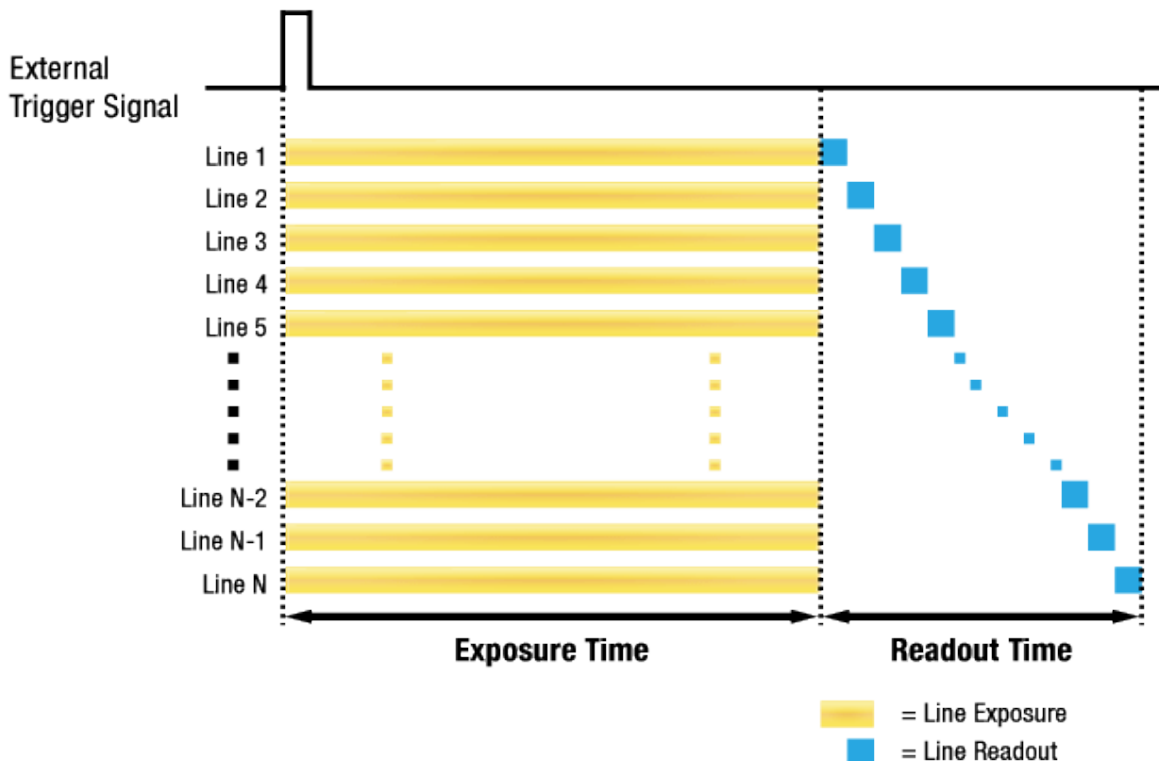 External
Trigger Signal
Line 1
Line 2
Line 3
Line 4
Line 5
Line N-2
Line N-1
Line N
Exposure Time
Readout Time
= Line Exposure
= Line Readout